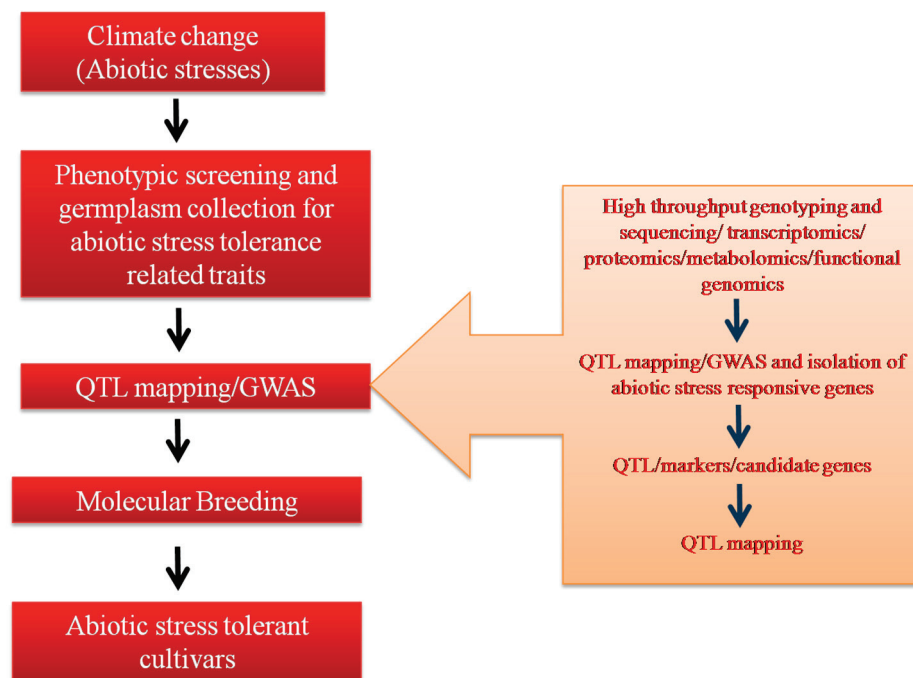 Climate change
(Abiotic stresses)
Phenotypic screening and
germplasm collection for
abiotic stress tolerance
related traits
QTL mapping/GWAS
Molecular Breeding
Abiotic stress tolerant
cultivars
High throughput genotyping and
sequencing/ transcriptomics/
proteomics/metabolomics/functional
genomics
QTL mapping/GWAS and isolation of
abiotic stress responsive genes
QTL/markers/candidate genes
QTL mapping